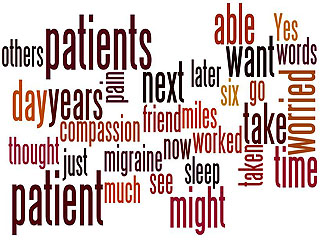 others
patients
able
Yes
want
words
later
next
pain
day
years
six
go
worried
compassion
friend
miles
take
thought
just
migraine
now
worked
taken
time
sleep
patient
much
see
might